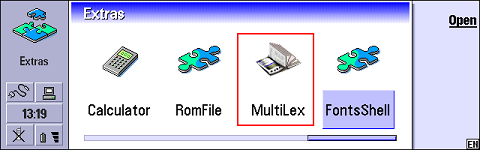 Extras
Open
Extras
Calculator RomFile MultiLex FontsShell
13:19
EN